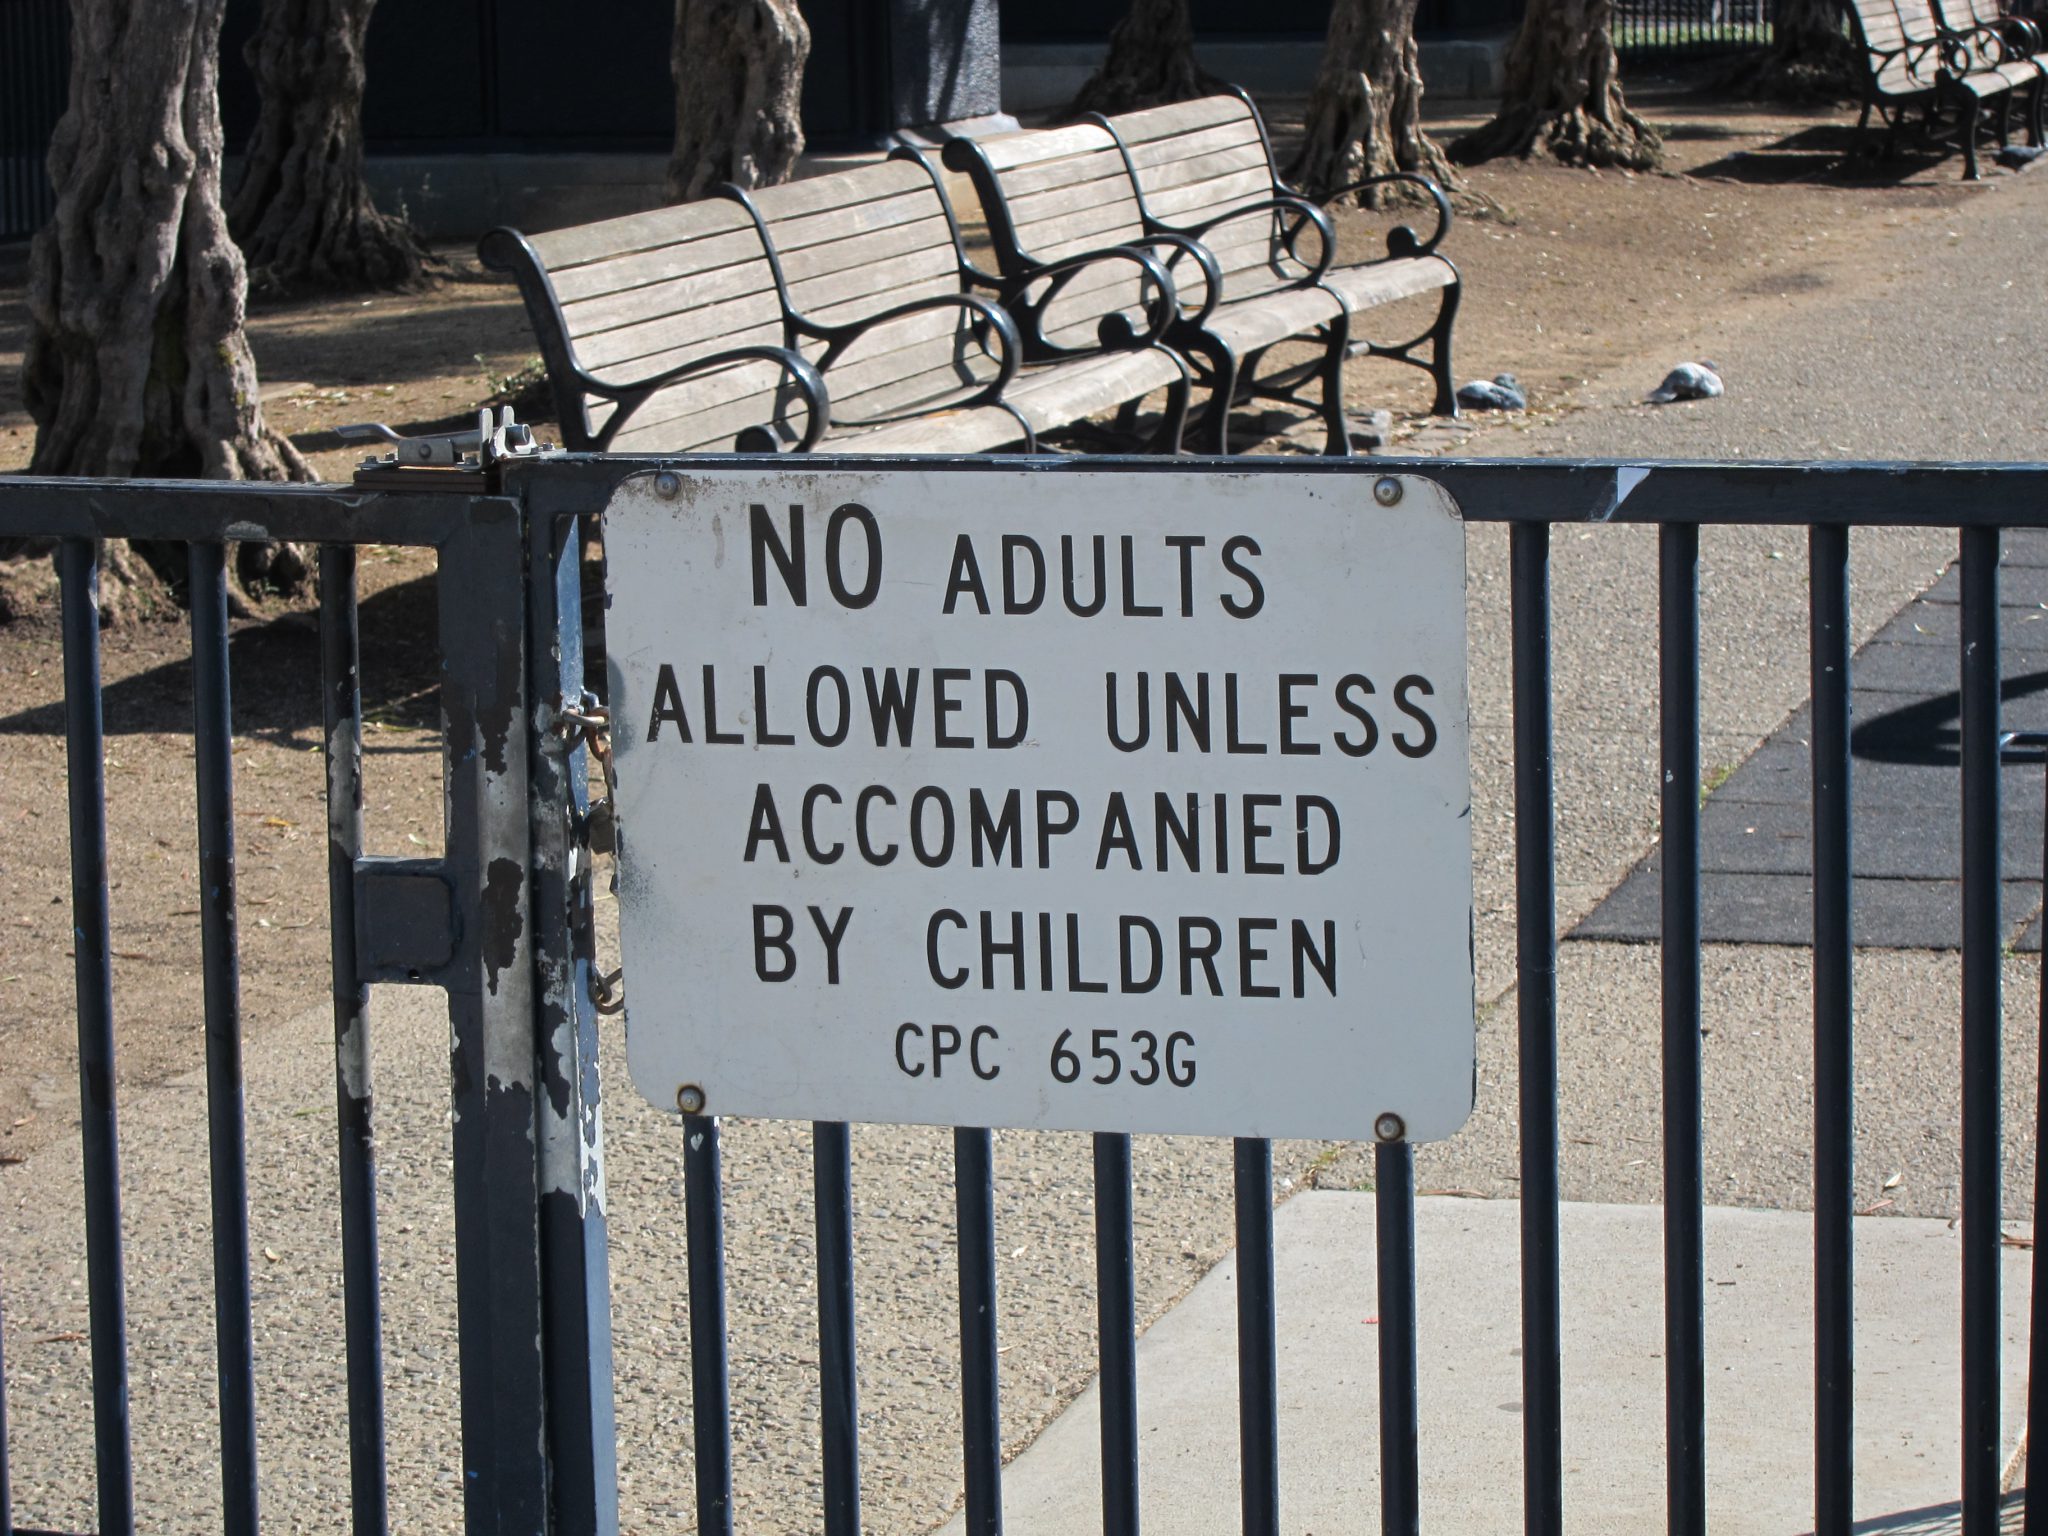 NO ADULTS
ALLOWED UNLESS
ACCOMPANIED
BY CHILDREN
CPC 653G